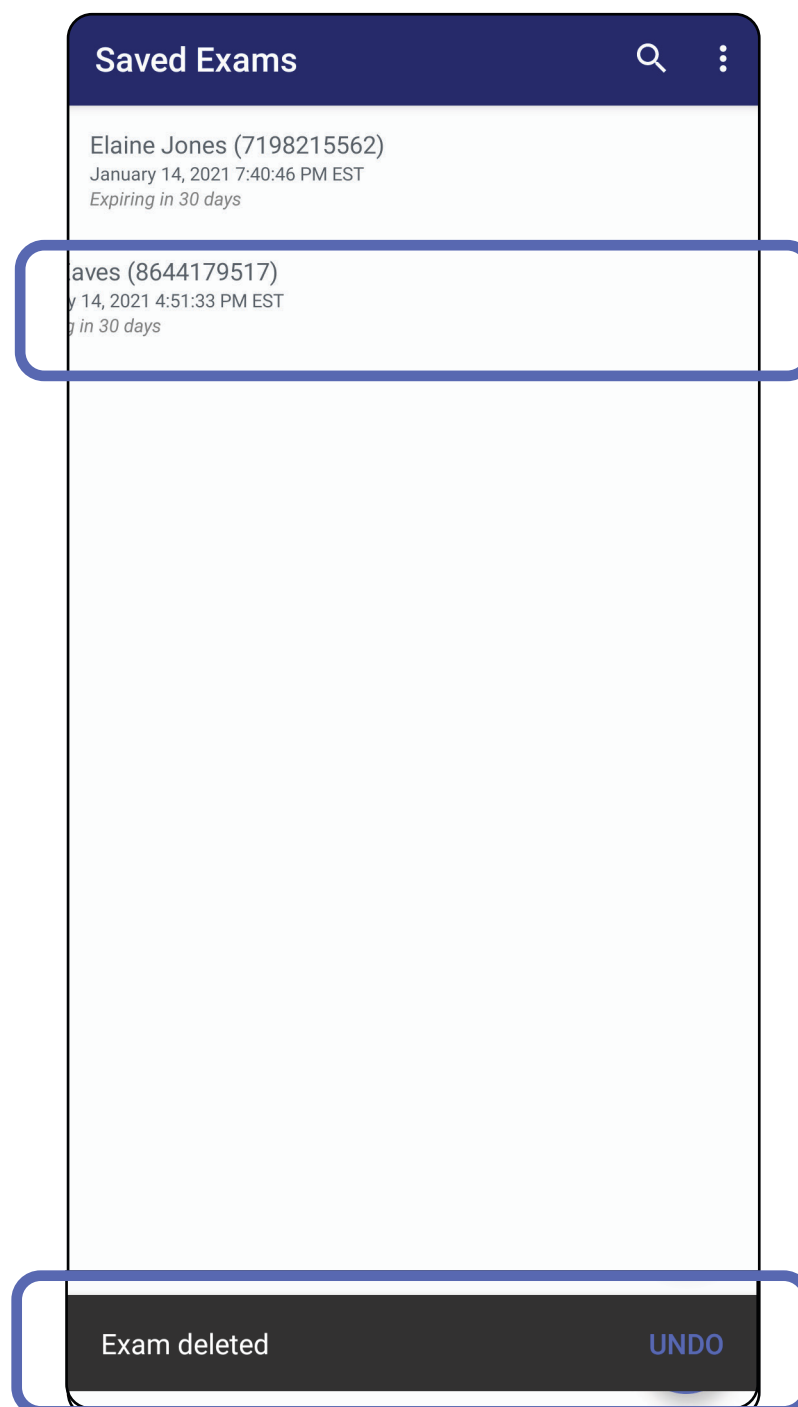 Saved Exams
Elaine Jones (7198215562)
January 14, 2021 7:40:46 PM EST
Expiring in 30 days
aves (8644179517)
y 14, 2021 4:51:33 PM EST
g in 30 days
Exam deleted UNDO